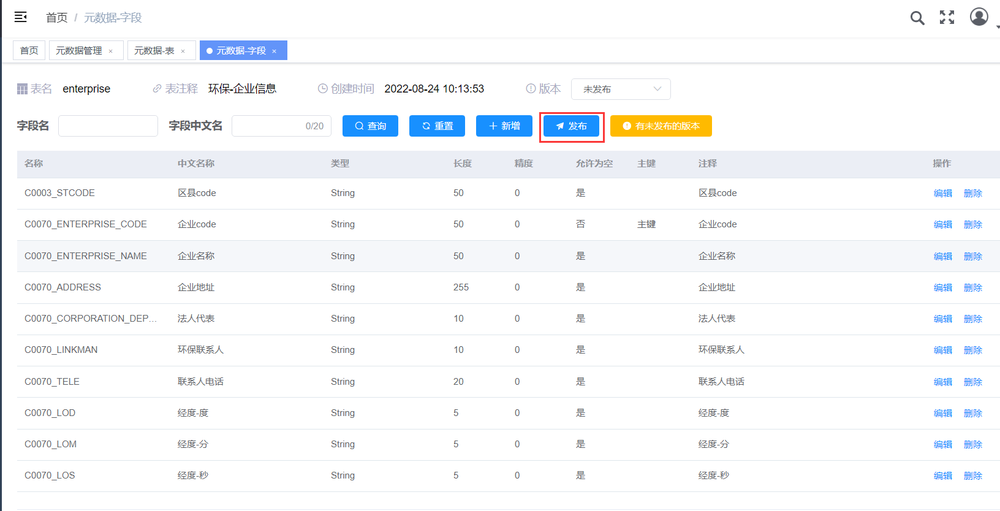 首页 / 元数据-字段
首页 元数据管理 × 元数据-表 × 元数据-字段 ×
表名 enterprise 表注释 环保-企业信息 创建时间 2022-08-24 10:13:53 版本 未发布
字段名 字段中文名 0/20 查询 重置 新增 发布 有未发布的版本
名称 中文名称 类型 长度 精度 允许为空 主键 注释 操作
C0003_STCODE 区县code String 50 0 是 区县code 编辑 删除
C0070_ENTERPRISE_CODE 企业code String 50 0 否 主键 企业code 编辑 删除
C0070_ENTERPRISE_NAME 企业名称 String 50 0 是 企业名称 编辑 删除
C0070_ADDRESS 企业地址 String 255 0 是 企业地址 编辑 删除
C0070_CORPORATION_DEP... 法人代表 String 10 0 是 法人代表 编辑 删除
C0070_LINKMAN 环保联系人 String 10 0 是 环保联系人 编辑 删除
C0070_TELE 联系人电话 String 20 0 是 联系人电话 编辑 删除
C0070_LOD 经度-度 String 5 0 是 经度-度 编辑 删除
C0070_LOM 经度-分 String 5 0 是 经度-分 编辑 删除
C0070_LOS 经度-秒 String 5 0 是 经度-秒 编辑 删除